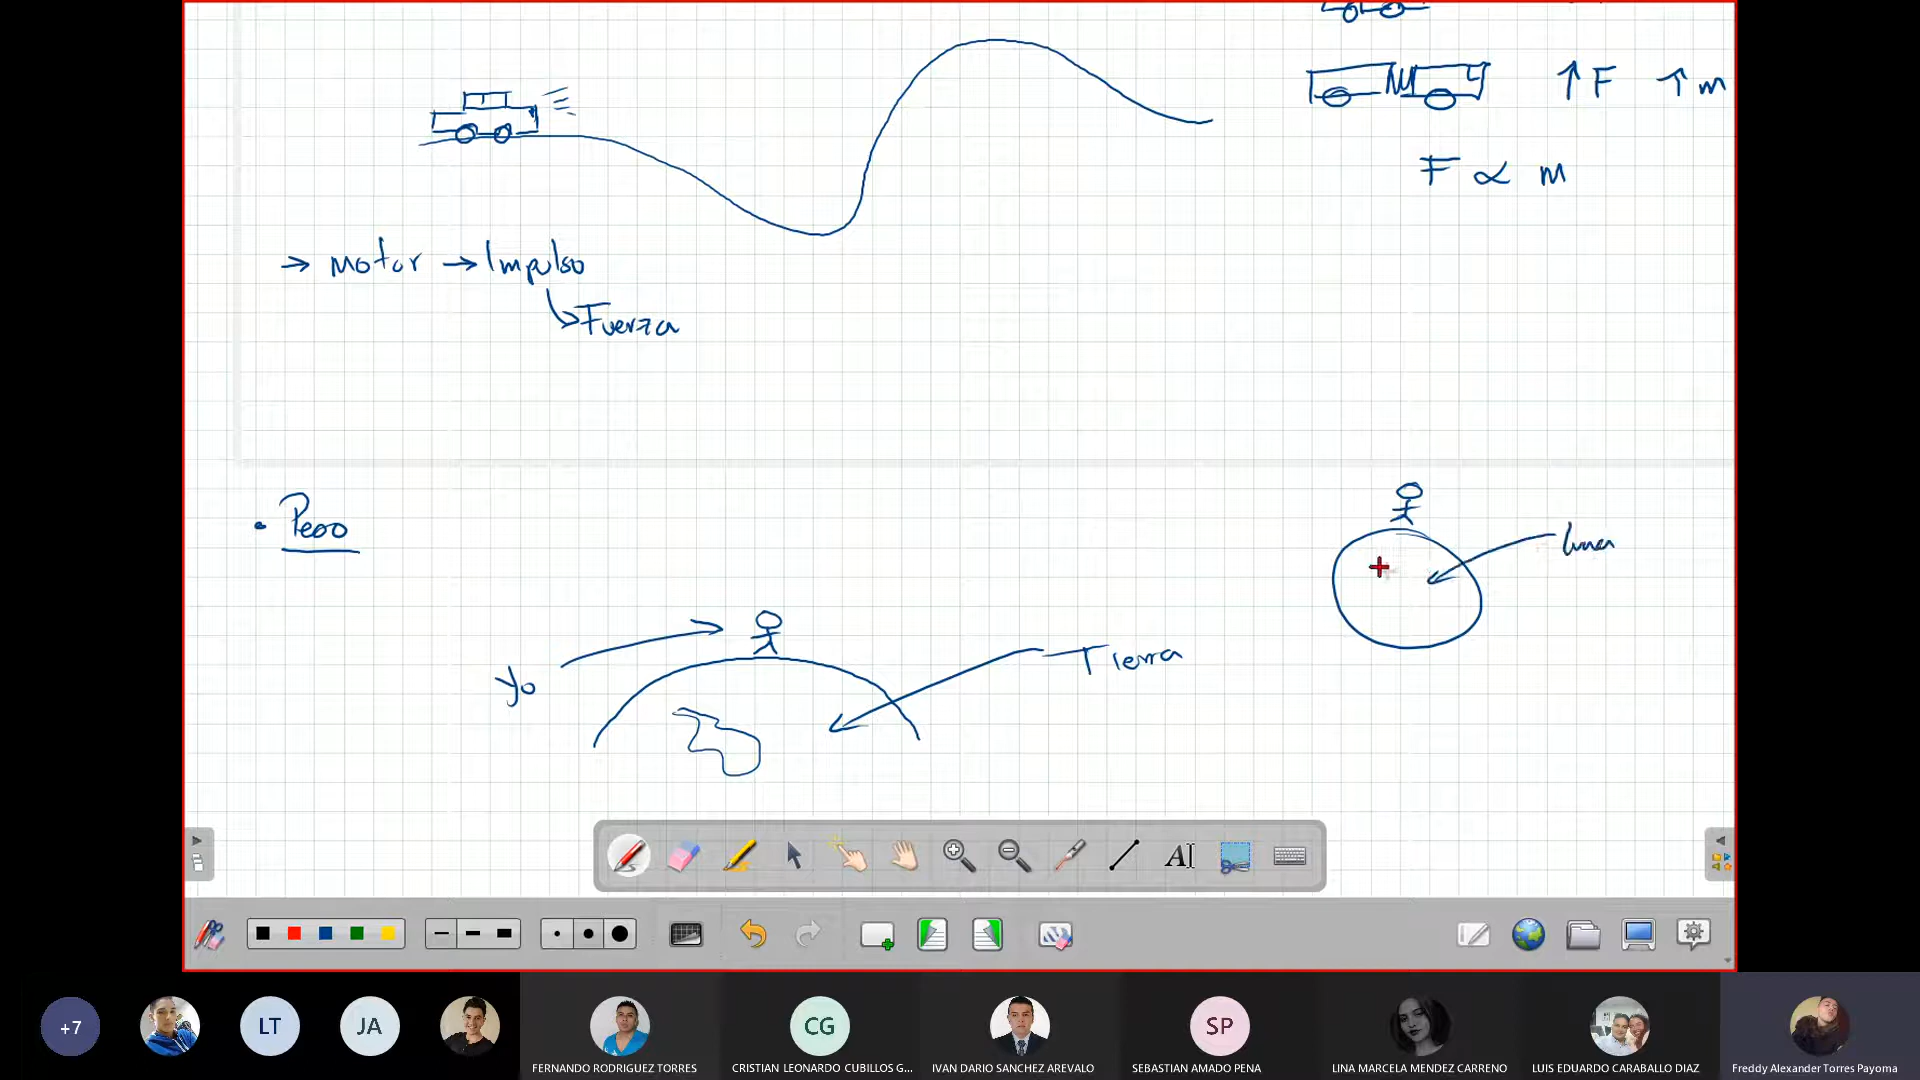 ↑ F ↑ m
F ∝ m
→ Motor → Impulso
↳ Fuerza
• Peso
luna
yo
Tierra
AI
+7
LT
JA
CG
SP
FERNANDO RODRIGUEZ TORRES
CRISTIAN LEONARDO CUBILLOS G...
IVAN DARIO SANCHEZ AREVALO
SEBASTIAN AMADO PENA
LINA MARCELA MENDEZ CARRENO
LUIS EDUARDO CARABALLO DIAZ
Freddy Alexander Torres Payoma